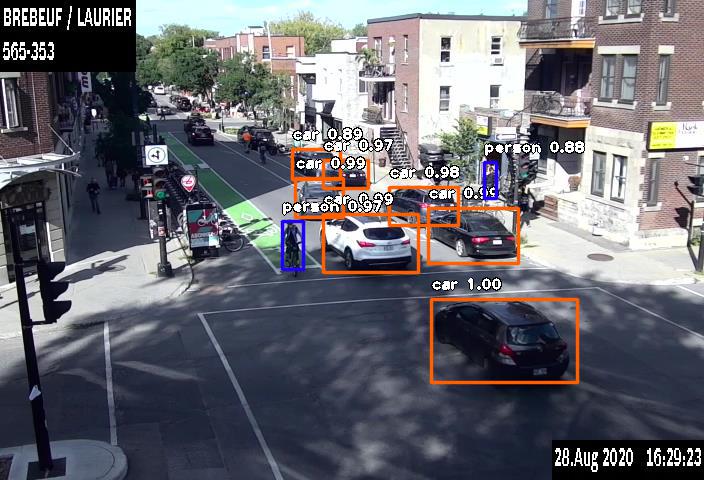 BREBEUF / LAURIER
565-353
person 0.88
car 0.89
car 0.97
car 0.99
car 0.98
car 0.99
car 0.99
person 0.97
car 1.00
28.Aug 2020 16:29:23